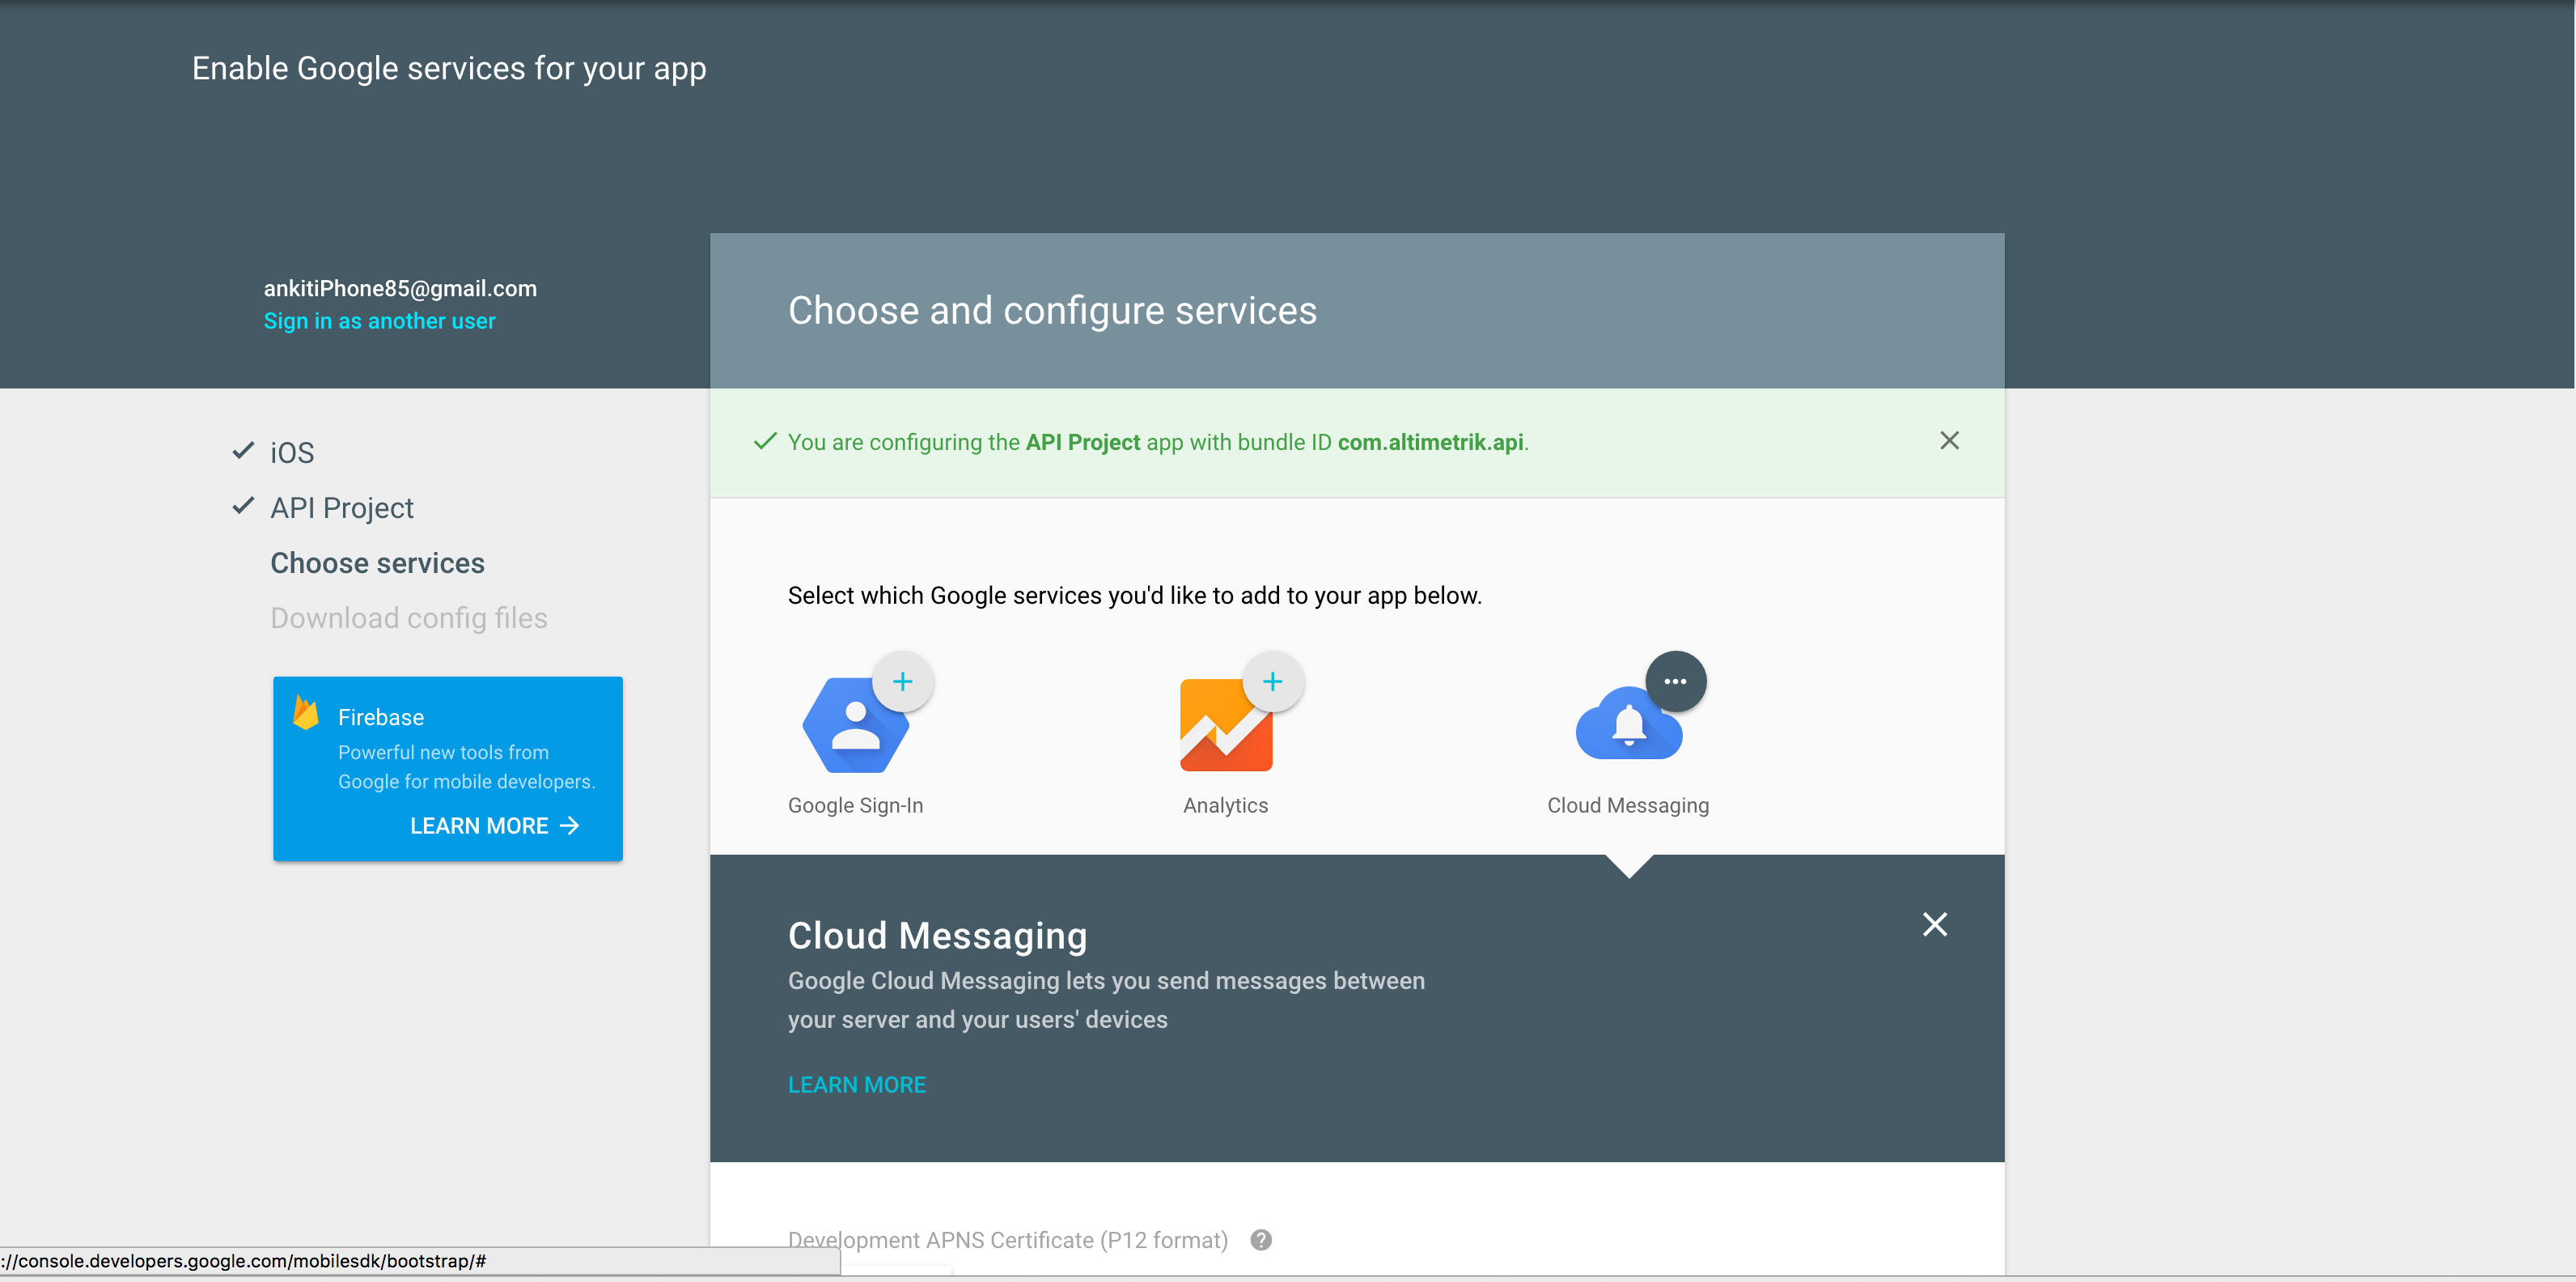 Enable Google services for your app
ankitiPhone85@gmail.com
Sign in as another user
iOS
API Project
Choose services
Download config files
Firebase
Powerful new tools from
Google for mobile developers.
LEARN MORE
Choose and configure services
You are configuring the API Project app with bundle ID com.altimetrik.api.
Select which Google services you'd like to add to your app below.
Google Sign-In
Analytics
Cloud Messaging
Cloud Messaging
Google Cloud Messaging lets you send messages between
your server and your users' devices
LEARN MORE
Development APNS Certificate (P12 format)
://console.developers.google.com/mobilesdk/bootstrap/#